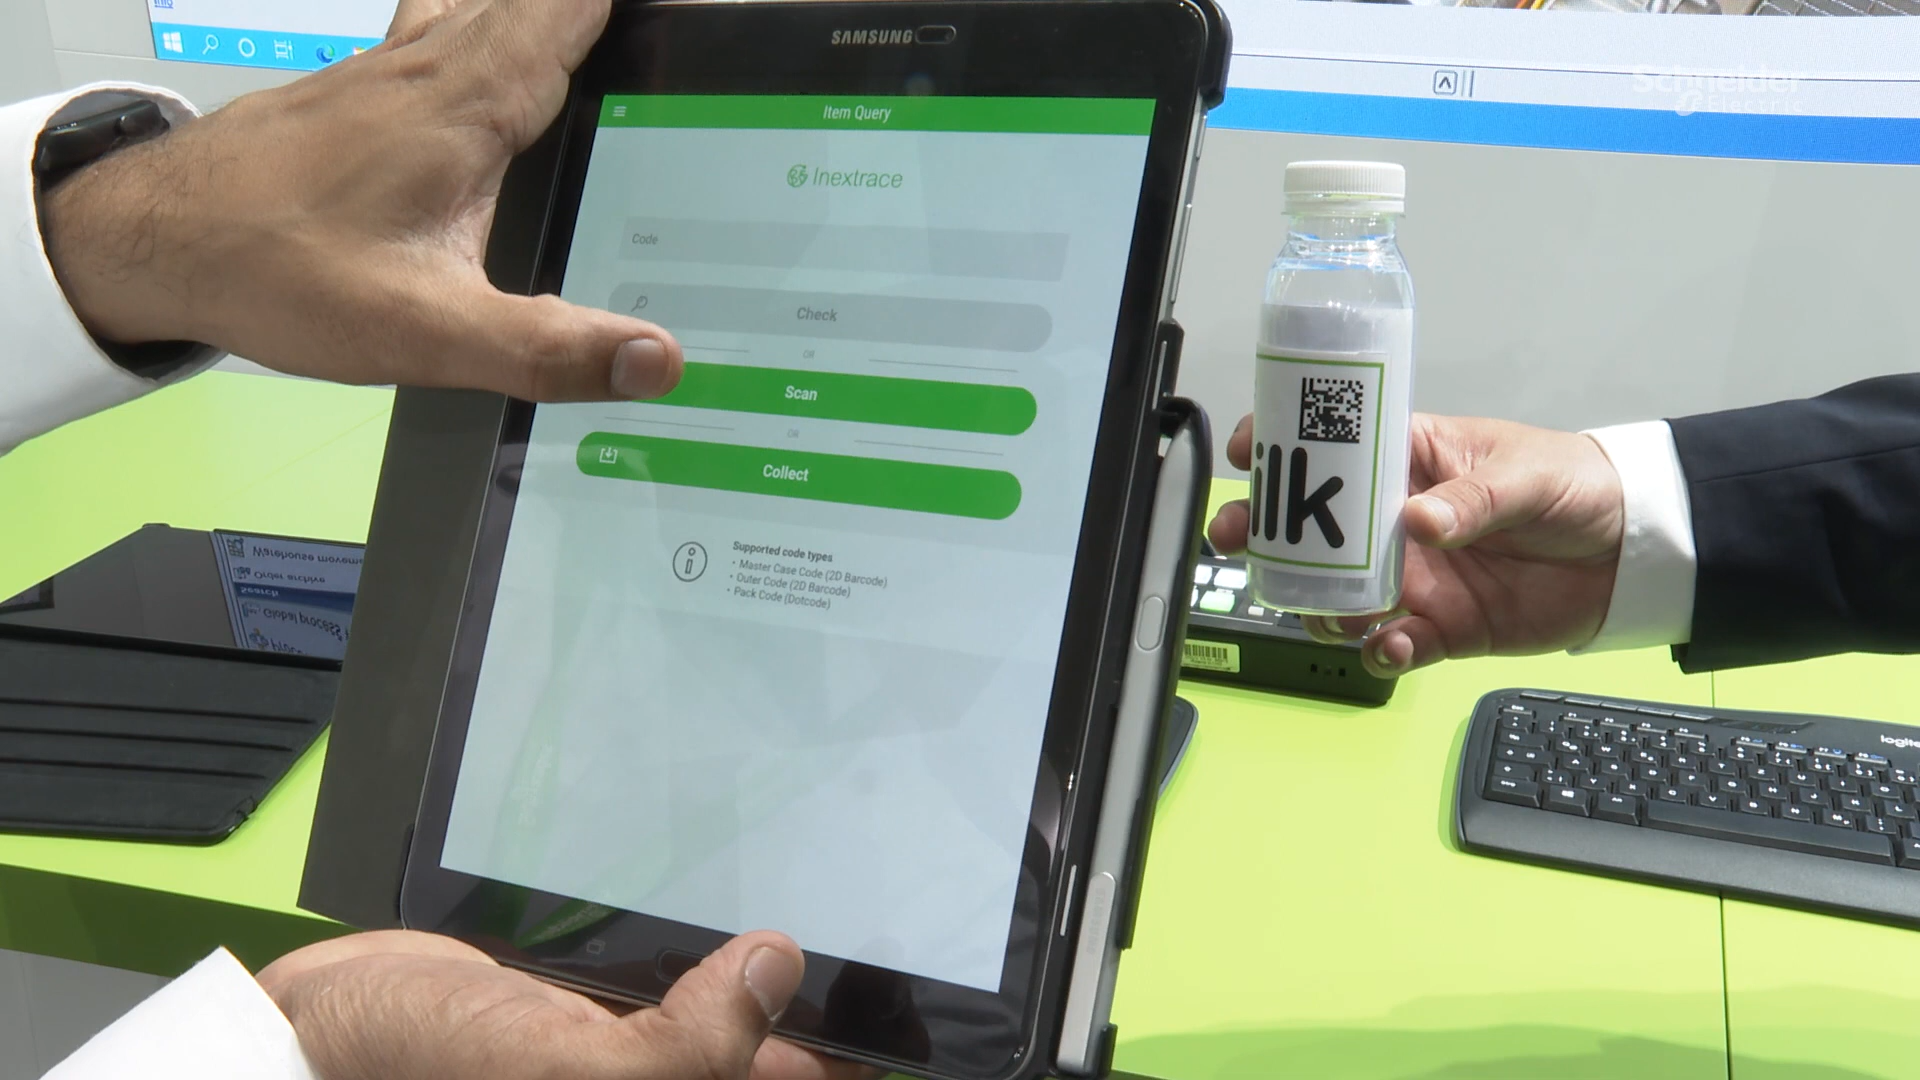 SAMSUNG
Schneider
Electric
Item Query
Inextrace
Code
Check
OR
Scan
OR
Collect
Supported code types
• Master Case Code (2D Barcode)
• Outer Code (2D Barcode)
• Pack Code (Dotcode)
ilk
Warehouse movem
Order archive
Search
Global process
SAMSUNG
logite